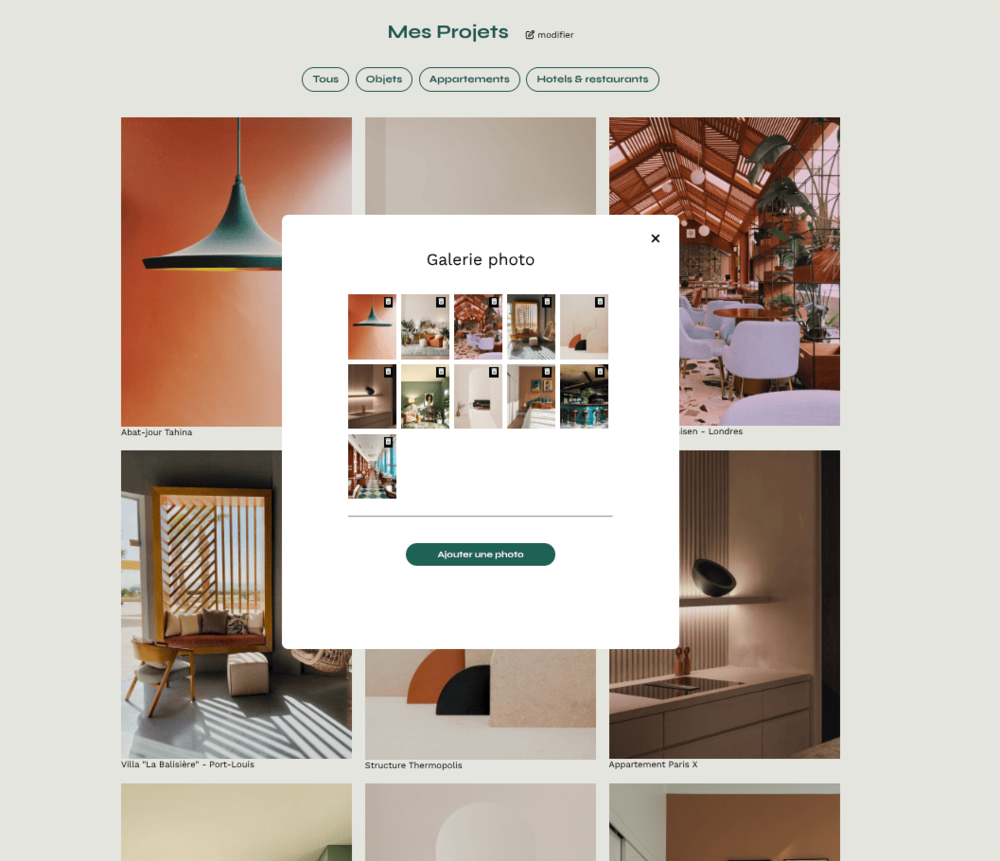 Mes Projets
modifier
Tous
Objets
Appartements
Hotels & restaurants
Galerie photo
Ajouter une photo
Abat-jour Tahina
- Londres
Villa “La Balisière” - Port-Louis
Structure Thermopolis
Appartement Paris X